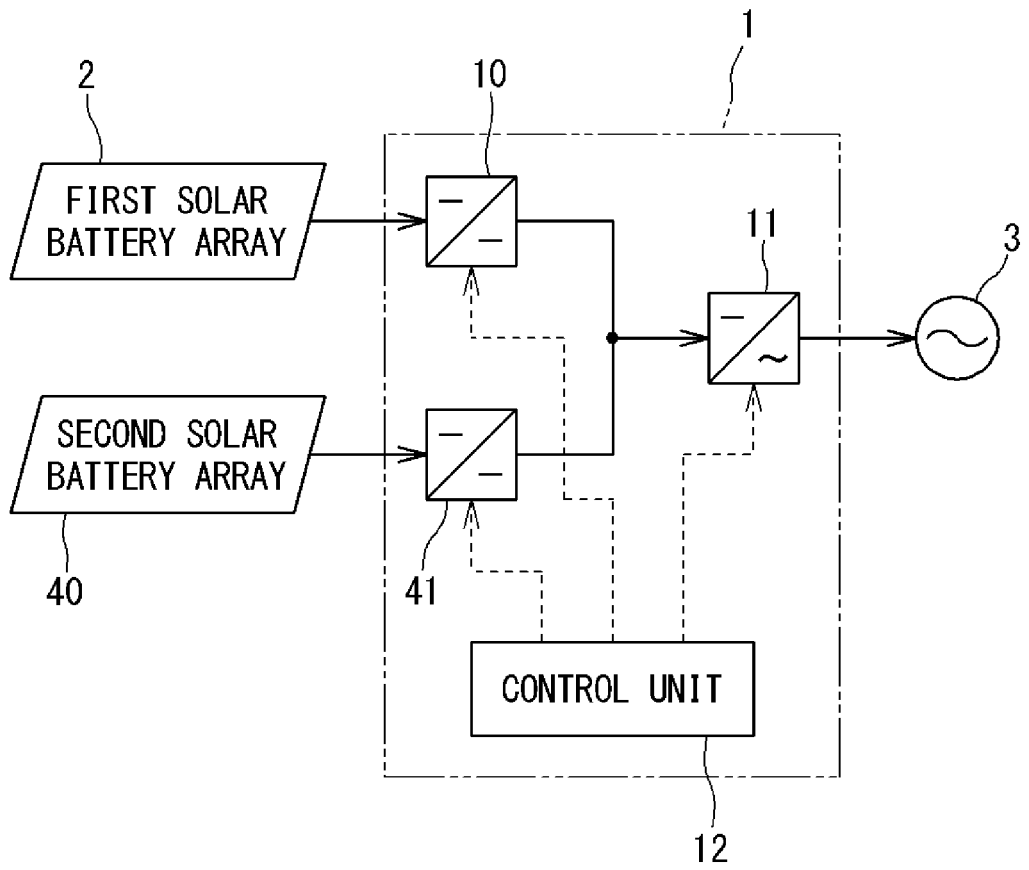 1
2
10
FIRST SOLAR
BATTERY ARRAY
11
3
SECOND SOLAR
BATTERY ARRAY
40
41
CONTROL UNIT
12